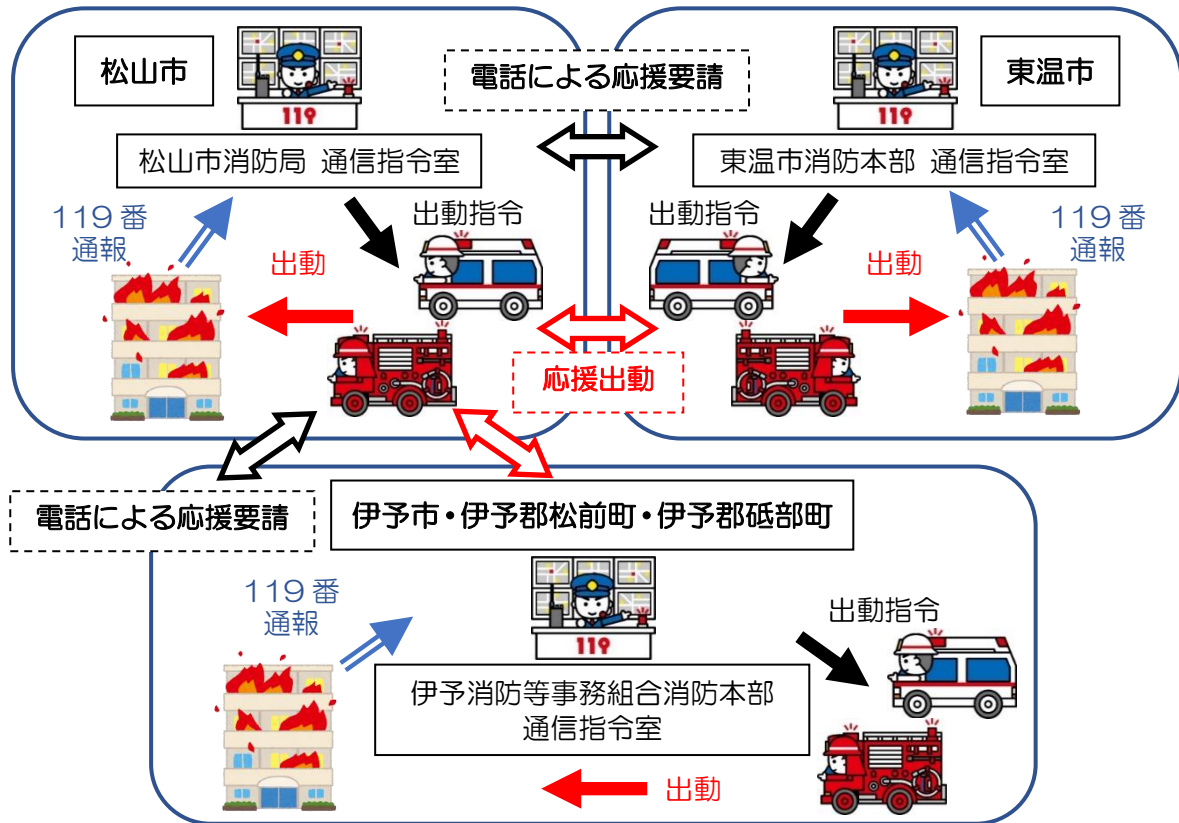 松山市
119
松山市消防局 通信指令室
119番
通報
出動指令
出動
電話による応援要請
応援出動
東温市
119
東温市消防本部 通信指令室
出動指令
119番
通報
出動
電話による応援要請
伊予市・伊予郡松前町・伊予郡砥部町
119
119番
通報
伊予消防等事務組合消防本部
通信指令室
出動指令
出動